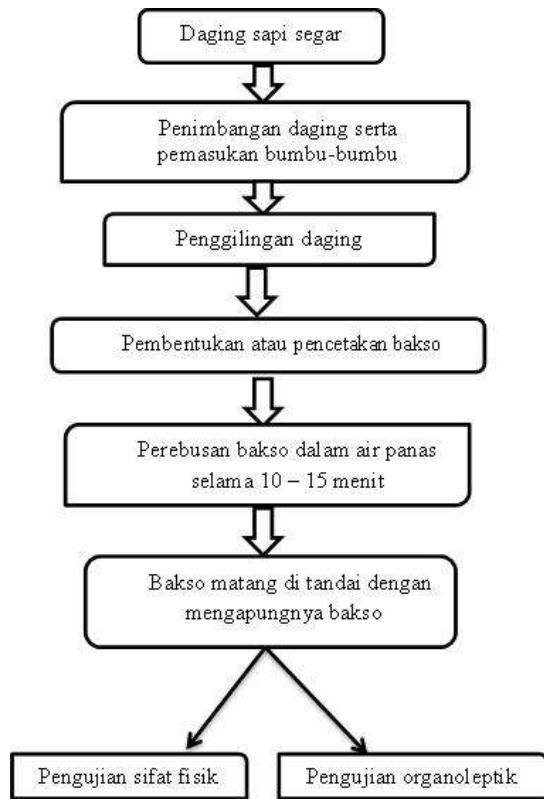 Daging sapi segar
Penimbangan daging serta
pemasukan bumbu-bumbu
Penggilingan daging
Pembentukan atau pencetakan bakso
Perebusan bakso dalam air panas
selama 10 – 15 menit
Bakso matang di tandai dengan
mengapungnya bakso
Pengujian sifat fisik
Pengujian organoleptik